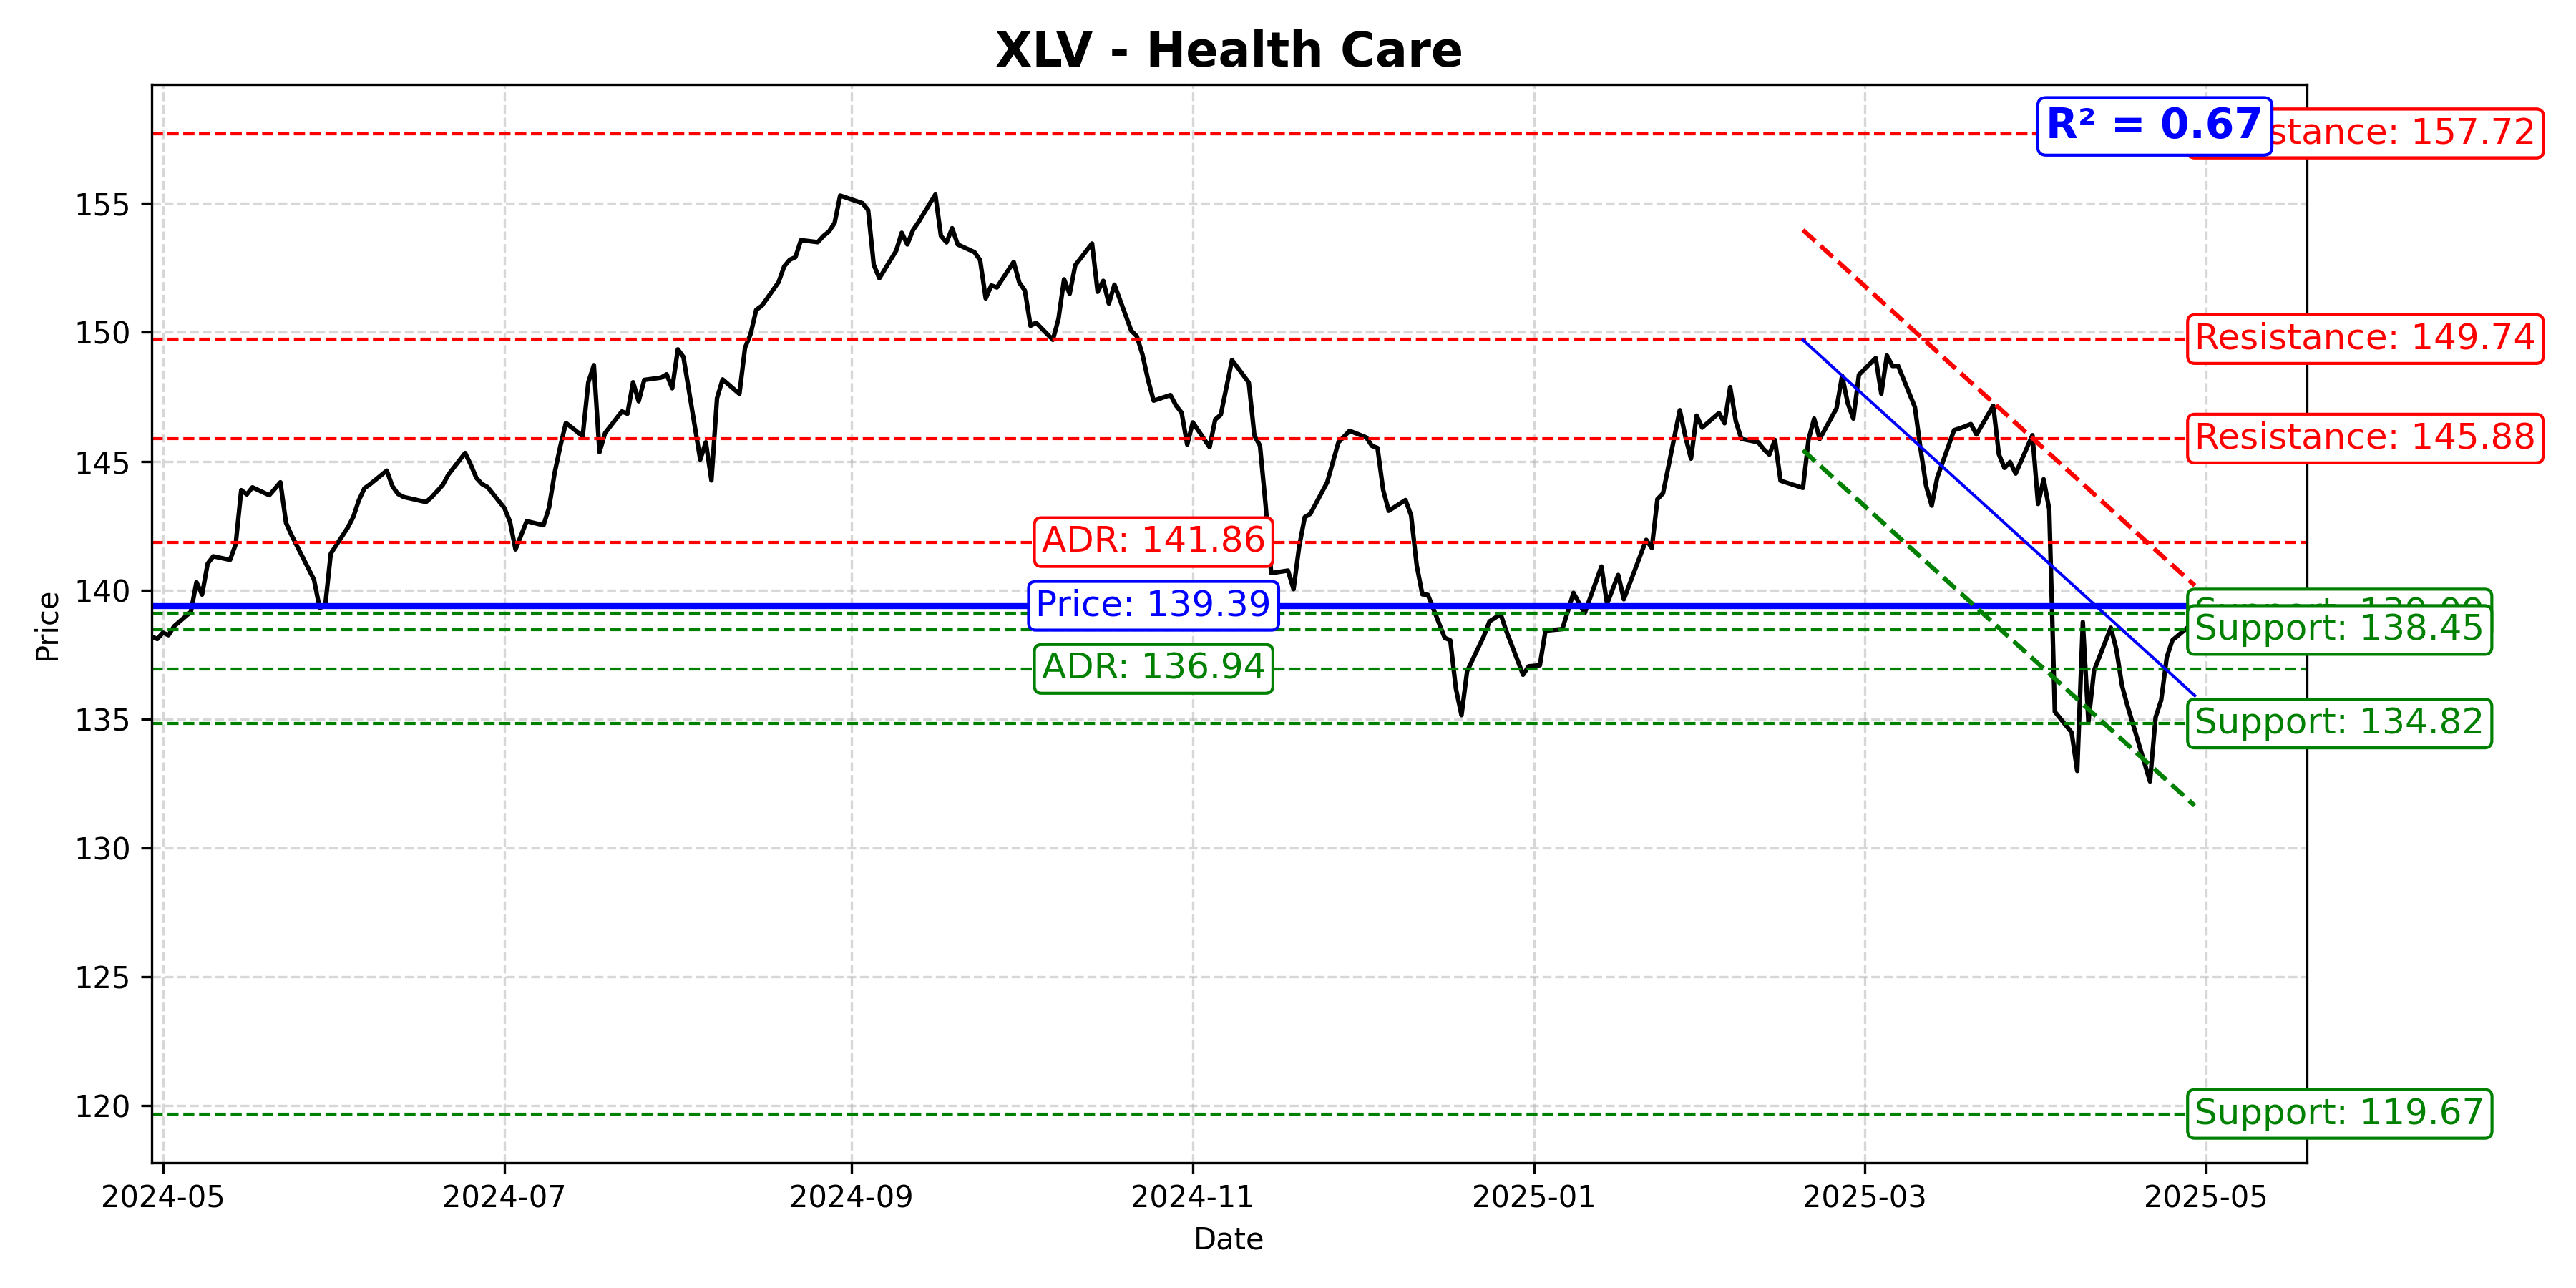 XLV - Health Care
R² = 0.67
stance: 157.72
155
150
Resistance: 149.74
Resistance: 145.88
145
ADR: 141.86
140
Price: 139.39
Support: 138.45
ADR: 136.94
135
Support: 134.82
130
125
120
Support: 119.67
Price
2024-05
2024-07
2024-09
2024-11
2025-01
2025-03
2025-05
Date